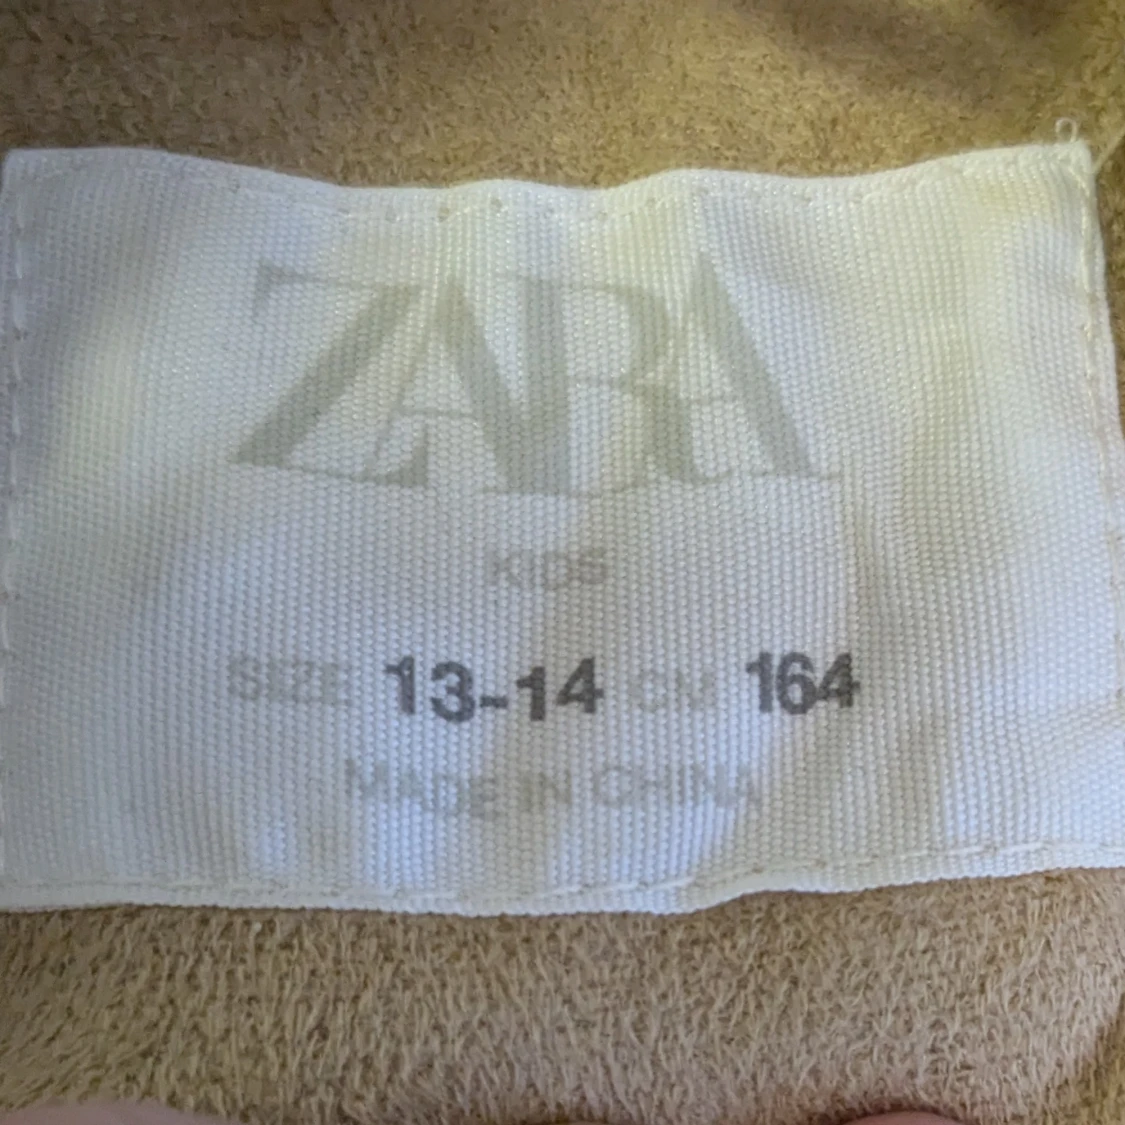 ZARA
KIDS
SIZE 13-14 CM 164
MADE IN CHINA